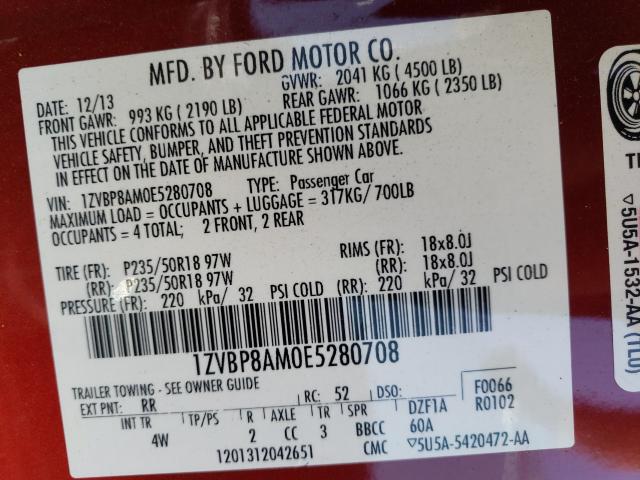 MFD. BY FORD MOTOR CO.
DATE: 12/13 GVWR: 2041 KG ( 4500 LB)
FRONT GAWR: 993 KG ( 2190 LB) REAR GAWR: 1066 KG ( 2350 LB)
THIS VEHICLE CONFORMS TO ALL APPLICABLE FEDERAL MOTOR
VEHICLE SAFETY, BUMPER, AND THEFT PREVENTION STANDARDS
IN EFFECT ON THE DATE OF MANUFACTURE SHOWN ABOVE.
VIN: 1ZVBP8AM0E5280708 TYPE: Passenger Car
MAXIMUM LOAD = OCCUPANTS + LUGGAGE = 317KG/ 700LB
OCCUPANTS = 4 TOTAL; 2 FRONT, 2 REAR
TIRE (FR): P235/50R18 97W RIMS (FR): 18x8.0J
(RR): P235/50R18 97W (RR): 18x8.0J
PRESSURE (FR): 220 kPa/ 32 PSI COLD (RR): 220 kPa/ 32 PSI COLD
1ZVBP8AM0E5280708
TRAILER TOWING - SEE OWNER GUIDE
EXT PNT: RR RC: 52 DSO: F0066
INT TR TP/PS R AXLE TR SPR DZF1A R0102
4W 2 CC 3 BBCC 60A
1201312042651 CMC ▽5U5A-5420472-AA
▽5U5A-1532-AA (TLU)